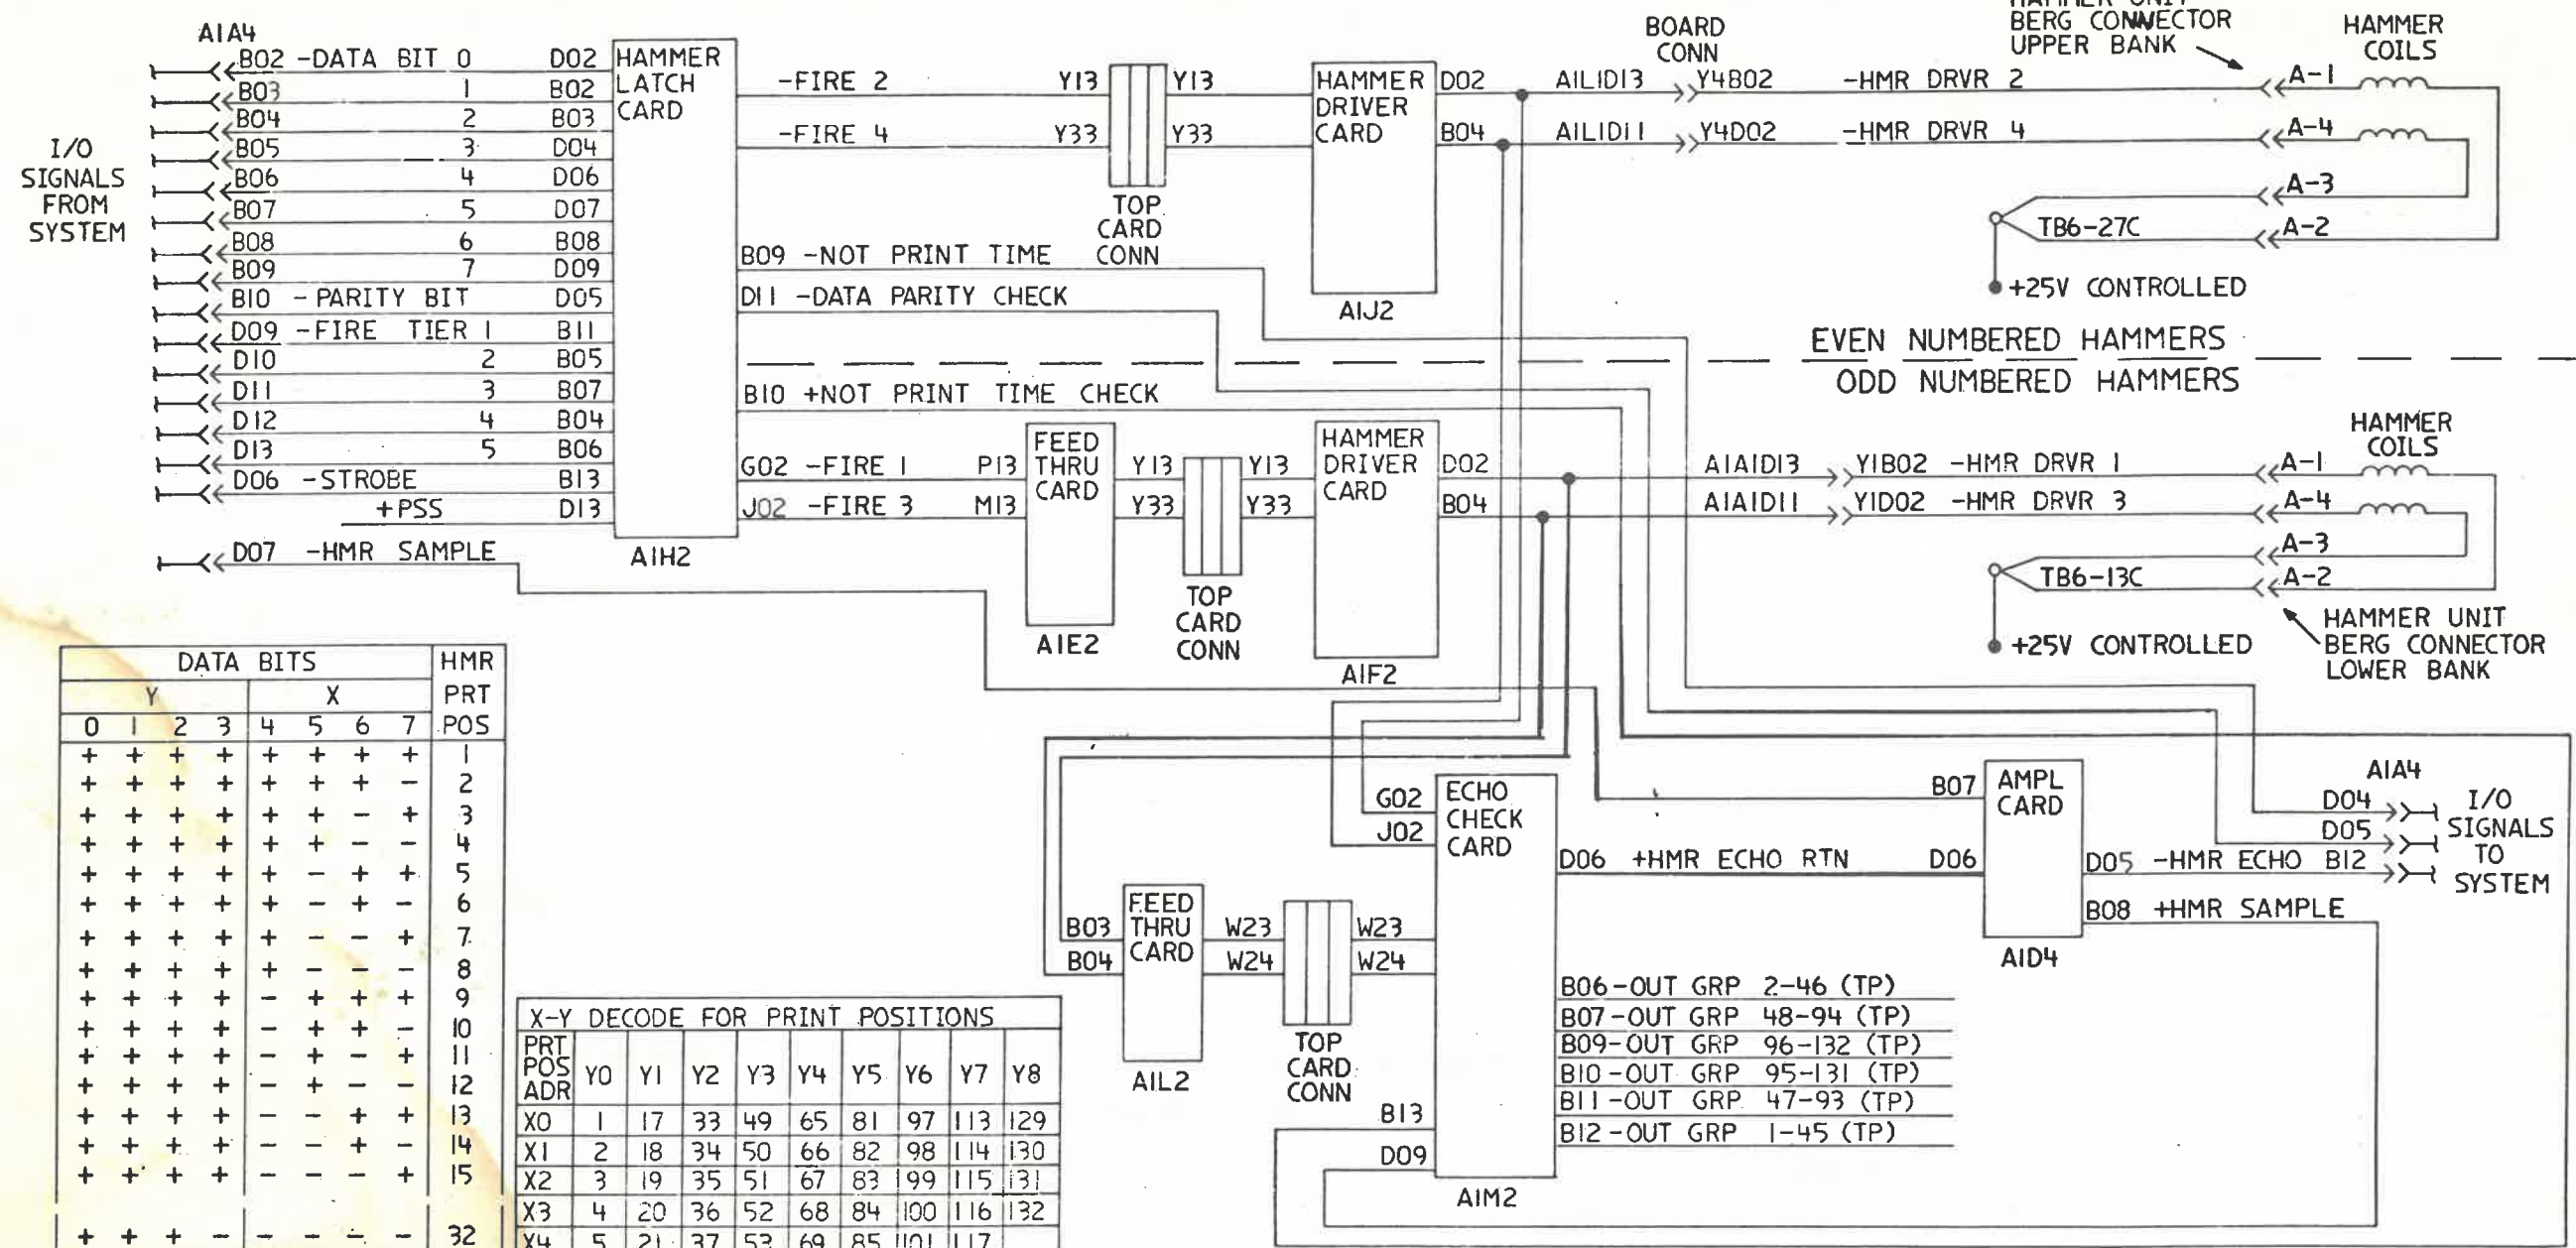 A1A4
I/O
SIGNALS
FROM
SYSTEM
B02 -DATA BIT 0 D02
B03 1 B02
B04 2 B03
B05 3 D04
B06 4 D06
B07 5 D07
B08 6 B08
B09 7 D09
B10 -PARITY BIT D05
D09 -FIRE TIER 1 B11
D10 2 B05
D11 3 B07
D12 4 B04
D13 5 B06
D06 -STROBE B13
+PSS D13
D07 -HMR SAMPLE
HAMMER
LATCH
CARD
A1H2
-FIRE 2 Y13 Y13
-FIRE 4 Y33 Y33
TOP
CARD
CONN
B09 -NOT PRINT TIME
D11 -DATA PARITY CHECK
B10 +NOT PRINT TIME CHECK
G02 -FIRE 1 P13
J02 -FIRE 3 M13
HAMMER
DRIVER
CARD
A1J2
D02
B04
BOARD
CONN
A1L1D13 Y4B02 -HMR DRVR 2
A1L1D11 Y4D02 -HMR DRVR 4
HAMMER UNIT
BERG CONNECTOR
UPPER BANK
HAMMER
COILS
A-1
A-4
A-3
A-2
TB6-27C
+25V CONTROLLED
EVEN NUMBERED HAMMERS
ODD NUMBERED HAMMERS
FEED
THRU
CARD
A1E2
Y13 Y13
Y33 Y33
TOP
CARD
CONN
HAMMER
DRIVER
CARD
A1F2
D02
B04
A1A1D13 Y1B02 -HMR DRVR 1
A1A1D11 Y1D02 -HMR DRVR 3
HAMMER
COILS
A-1
A-4
A-3
A-2
TB6-13C
+25V CONTROLLED
HAMMER UNIT
BERG CONNECTOR
LOWER BANK
DATA BITS HMR
Y X PRT
0 1 2 3 4 5 6 7 POS
+ + + + + + + + 1
+ + + + + + + - 2
+ + + + + + - + 3
+ + + + + + - - 4
+ + + + + - + + 5
+ + + + + - + - 6
+ + + + + - - + 7
+ + + + + - - - 8
+ + + + - + + + 9
+ + + + - + + - 10
+ + + + - + - + 11
+ + + + - + - - 12
+ + + + - - + + 13
+ + + + - - + - 14
+ + + + - - - + 15
+ + + - - - - - 32
X-Y DECODE FOR PRINT POSITIONS
PRT
POS
ADR
Y0 Y1 Y2 Y3 Y4 Y5 Y6 Y7 Y8
X0 1 17 33 49 65 81 97 113 129
X1 2 18 34 50 66 82 98 114 130
X2 3 19 35 51 67 83 99 115 131
X3 4 20 36 52 68 84 100 116 132
X4 5 21 37 53 69 85 101 117
B03
B04
FEED
THRU
CARD
A1L2
W23 W23
W24 W24
TOP
CARD
CONN
G02
J02
B13
D09
ECHO
CHECK
CARD
A1M2
D06 +HMR ECHO RTN D06
B07
AMPL
CARD
A1D4
B06-OUT GRP 2-46 (TP)
B07-OUT GRP 48-94 (TP)
B09-OUT GRP 96-132 (TP)
B10-OUT GRP 95-131 (TP)
B11-OUT GRP 47-93 (TP)
B12-OUT GRP 1-45 (TP)
A1A4
D04
D05
D05 -HMR ECHO B12
B08 +HMR SAMPLE
I/O
SIGNALS
TO
SYSTEM